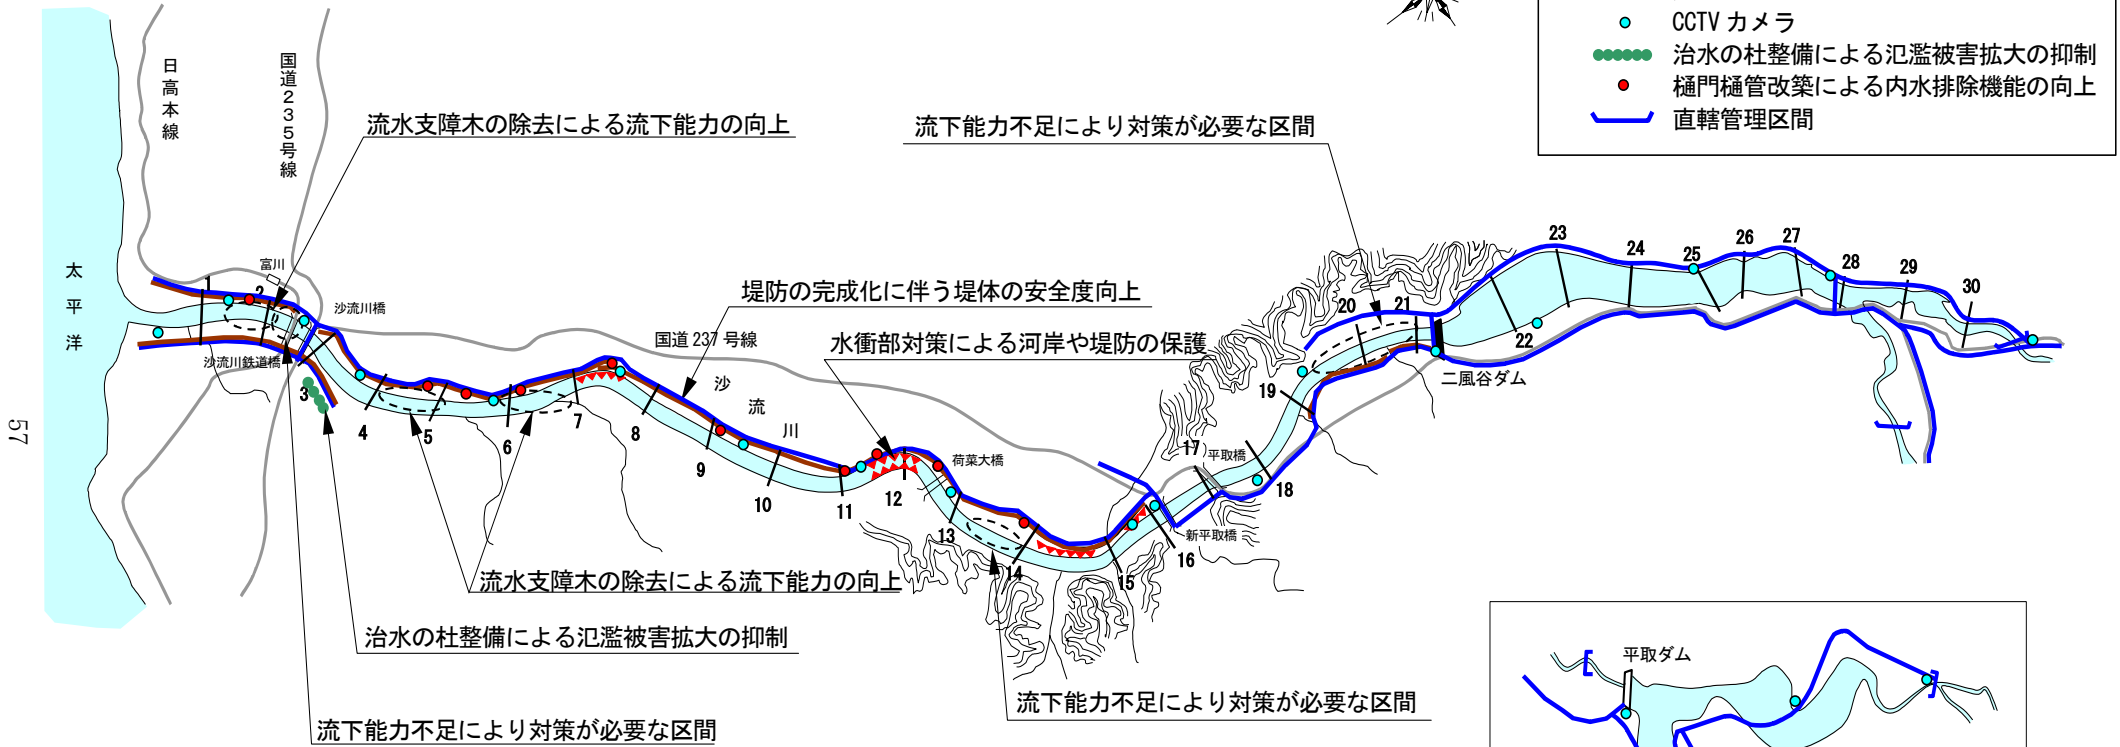 CCTV カメラ
治水の杜整備による氾濫被害拡大の抑制
樋門樋管改築による内水排除機能の向上
直轄管理区間
日高本線
国道235号線
流水支障木の除去による流下能力の向上
流下能力不足により対策が必要な区間
太平洋
富川
沙流川橋
沙流川鉄道橋
堤防の完成化に伴う堤体の安全度向上
国道 237 号線
水衝部対策による河岸や堤防の保護
沙流川
荷菜大橋
平取橋
新平取橋
二風谷ダム
1
2
3
4
5
6
7
8
9
10
11
12
13
14
15
16
17
18
19
20
21
22
23
24
25
26
27
28
29
30
流水支障木の除去による流下能力の向上
治水の杜整備による氾濫被害拡大の抑制
流下能力不足により対策が必要な区間
流下能力不足により対策が必要な区間
平取ダム
57